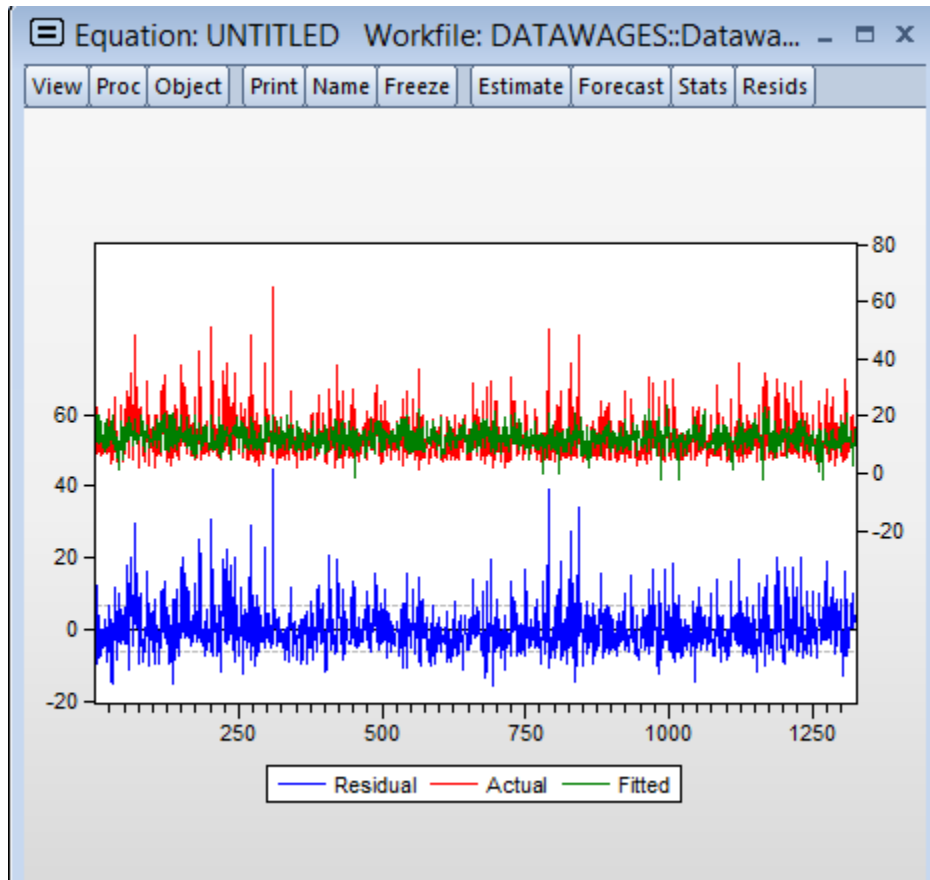 Equation: UNTITLED Workfile: DATAWAGES::Datawa...
View Proc Object Print Name Freeze Estimate Forecast Stats Resids
80
60
40
60 20
40 0
20 -20
0
-20
250 500 750 1000 1250
Residual Actual Fitted